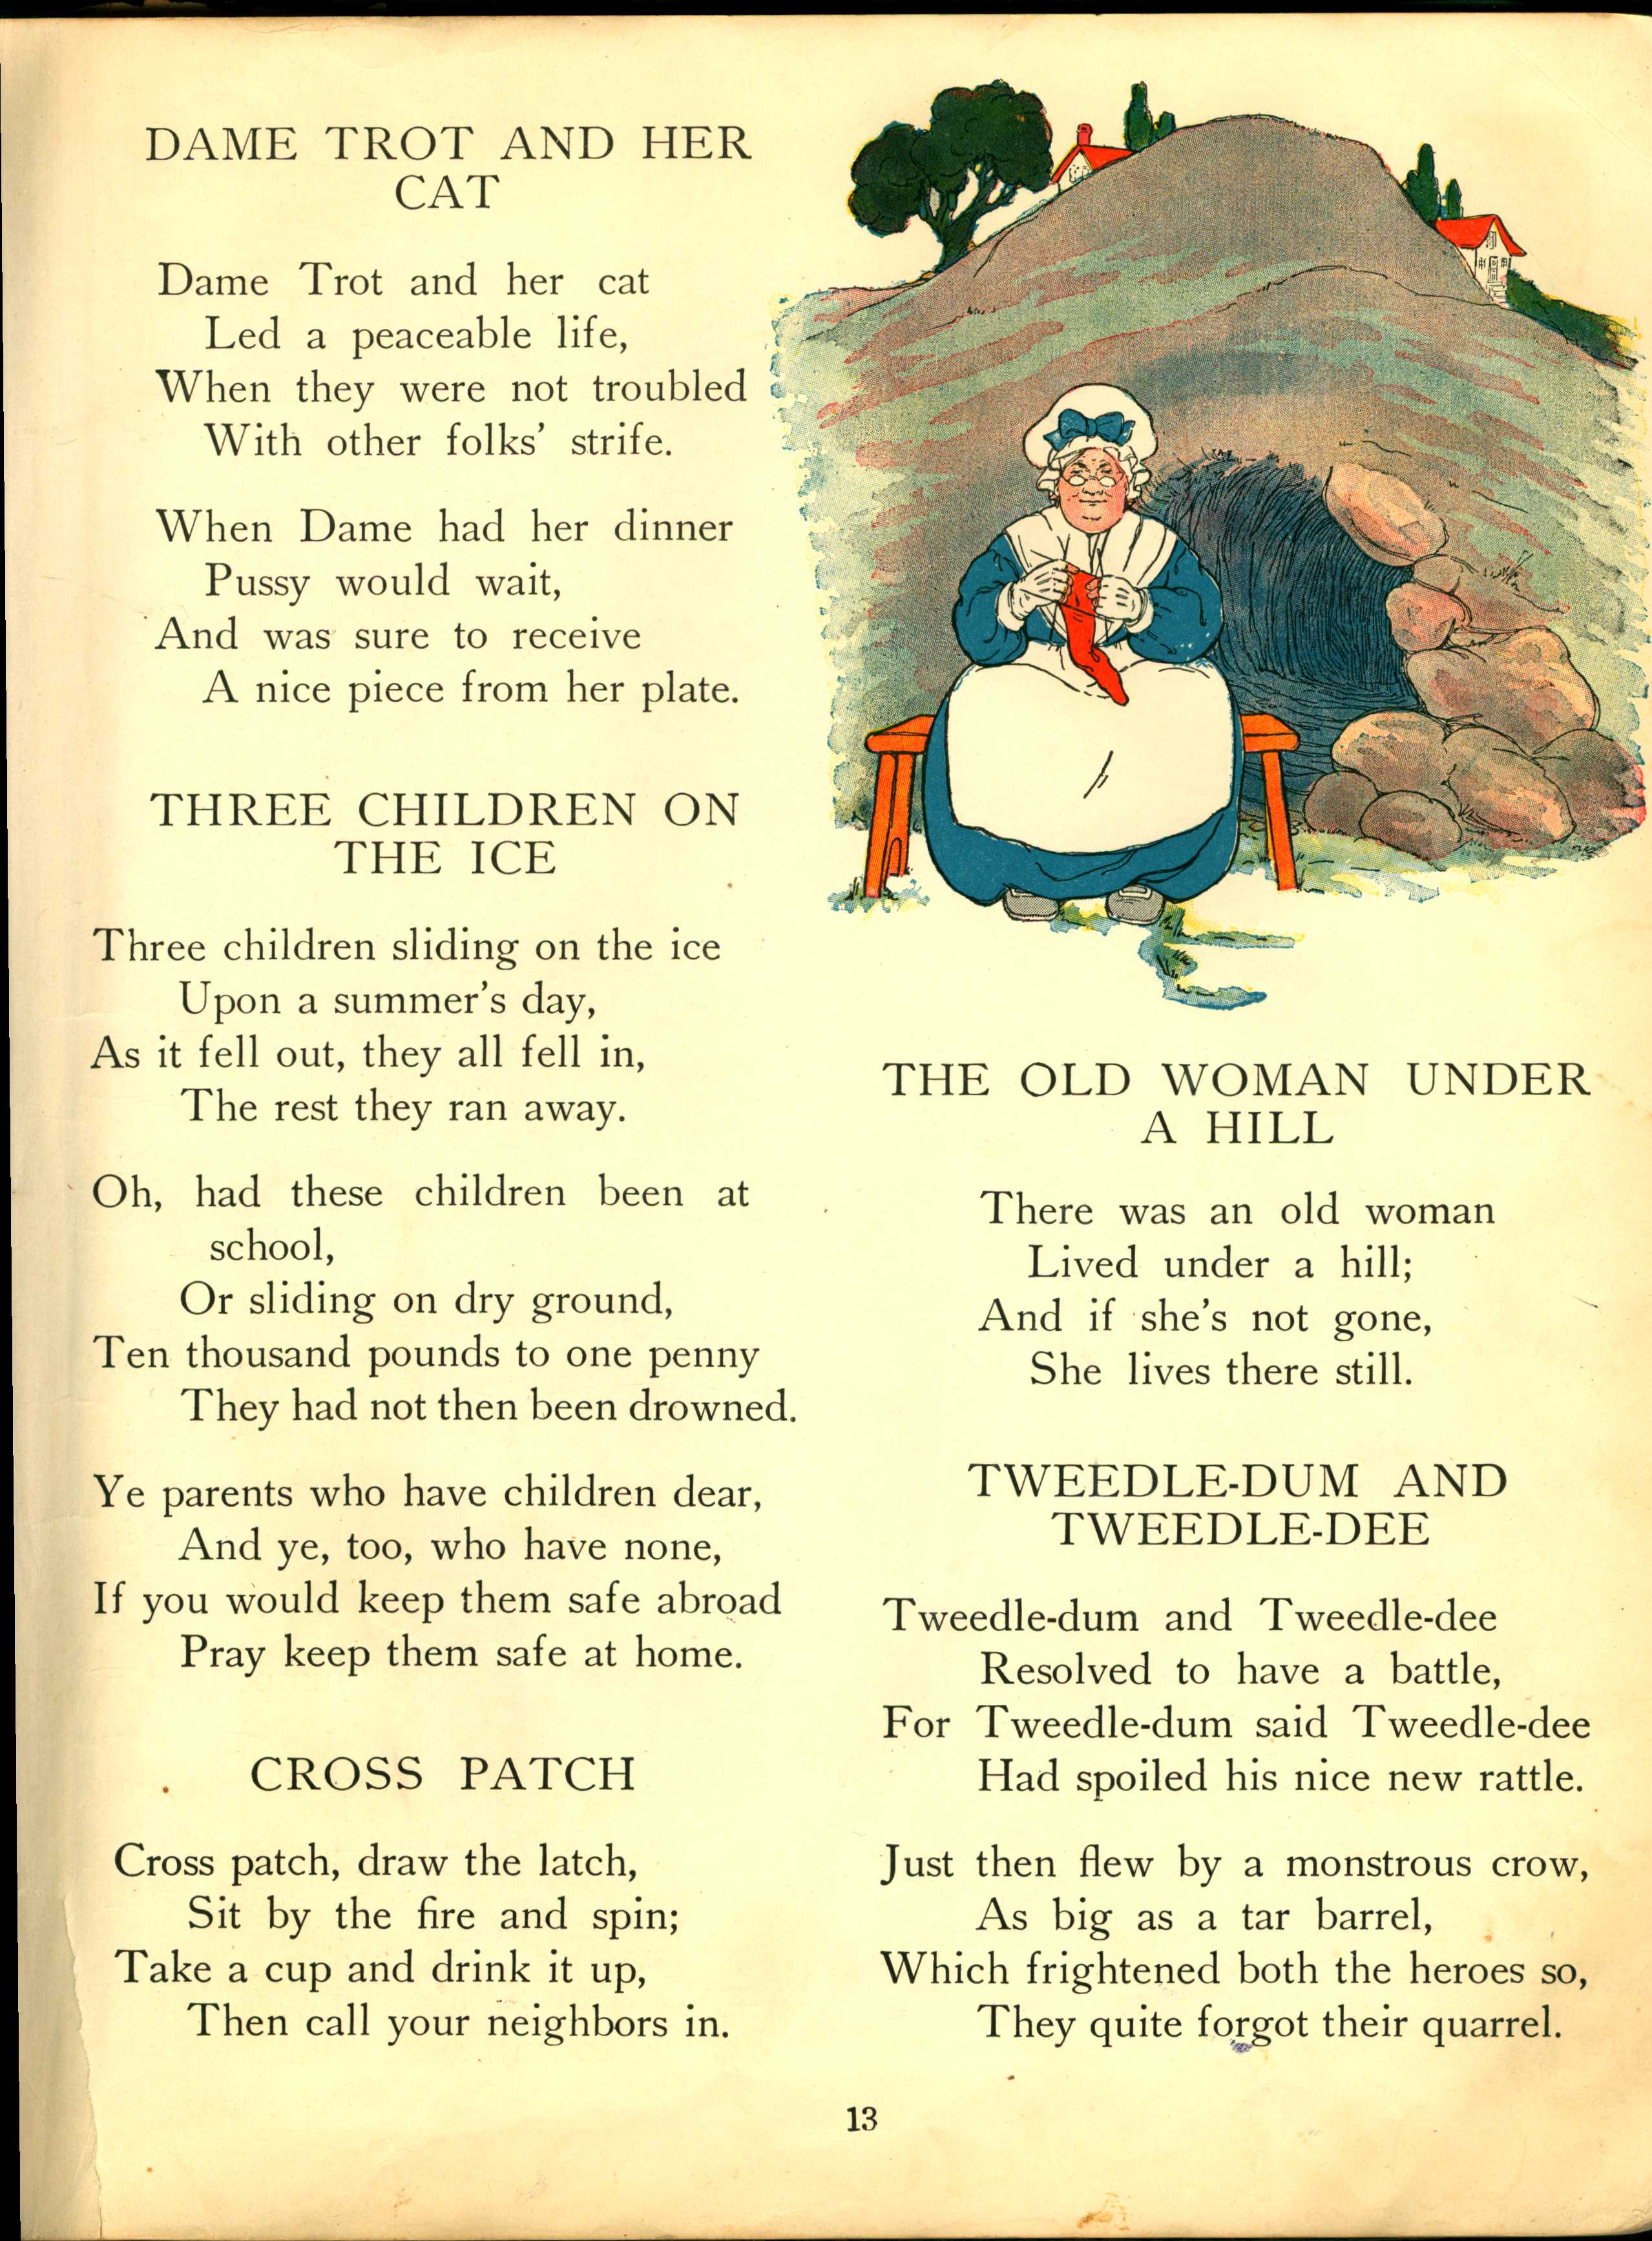 DAME TROT AND HER
CAT
Dame Trot and her cat
Led a peaceable life,
When they were not troubled
With other folks' strife.
When Dame had her dinner
Pussy would wait,
And was sure to receive
A nice piece from her plate.
THREE CHILDREN ON
THE ICE
Three children sliding on the ice
Upon a summer's day,
As it fell out, they all fell in,
The rest they ran away.
Oh, had these children been at
school,
Or sliding on dry ground,
Ten thousand pounds to one penny
They had not then been drowned.
Ye parents who have children dear,
And ye, too, who have none,
If you would keep them safe abroad
Pray keep them safe at home.
CROSS PATCH
Cross patch, draw the latch,
Sit by the fire and spin;
Take a cup and drink it up,
Then call your neighbors in.
THE OLD WOMAN UNDER
A HILL
There was an old woman
Lived under a hill;
And if she's not gone,
She lives there still.
TWEEDLE-DUM AND
TWEEDLE-DEE
Tweedle-dum and Tweedle-dee
Resolved to have a battle,
For Tweedle-dum said Tweedle-dee
Had spoiled his nice new rattle.
Just then flew by a monstrous crow,
As big as a tar barrel,
Which frightened both the heroes so,
They quite forgot their quarrel.
13